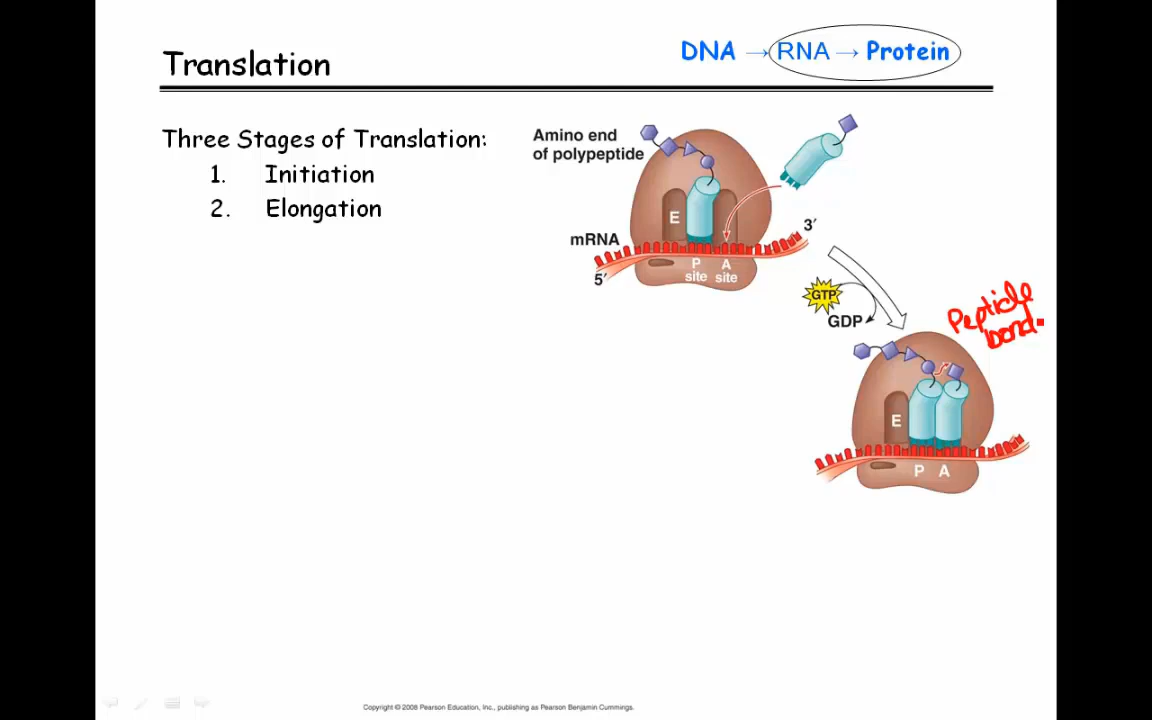 Translation
DNA → RNA → Protein
Three Stages of Translation:
1. Initiation
2. Elongation
Amino end
of polypeptide
E
mRNA
3′
5′
P
site
A
site
GTP
GDP
Peptide
bond
E
P A
Copyright © 2008 Pearson Education, Inc., publishing as Pearson Benjamin Cummings.